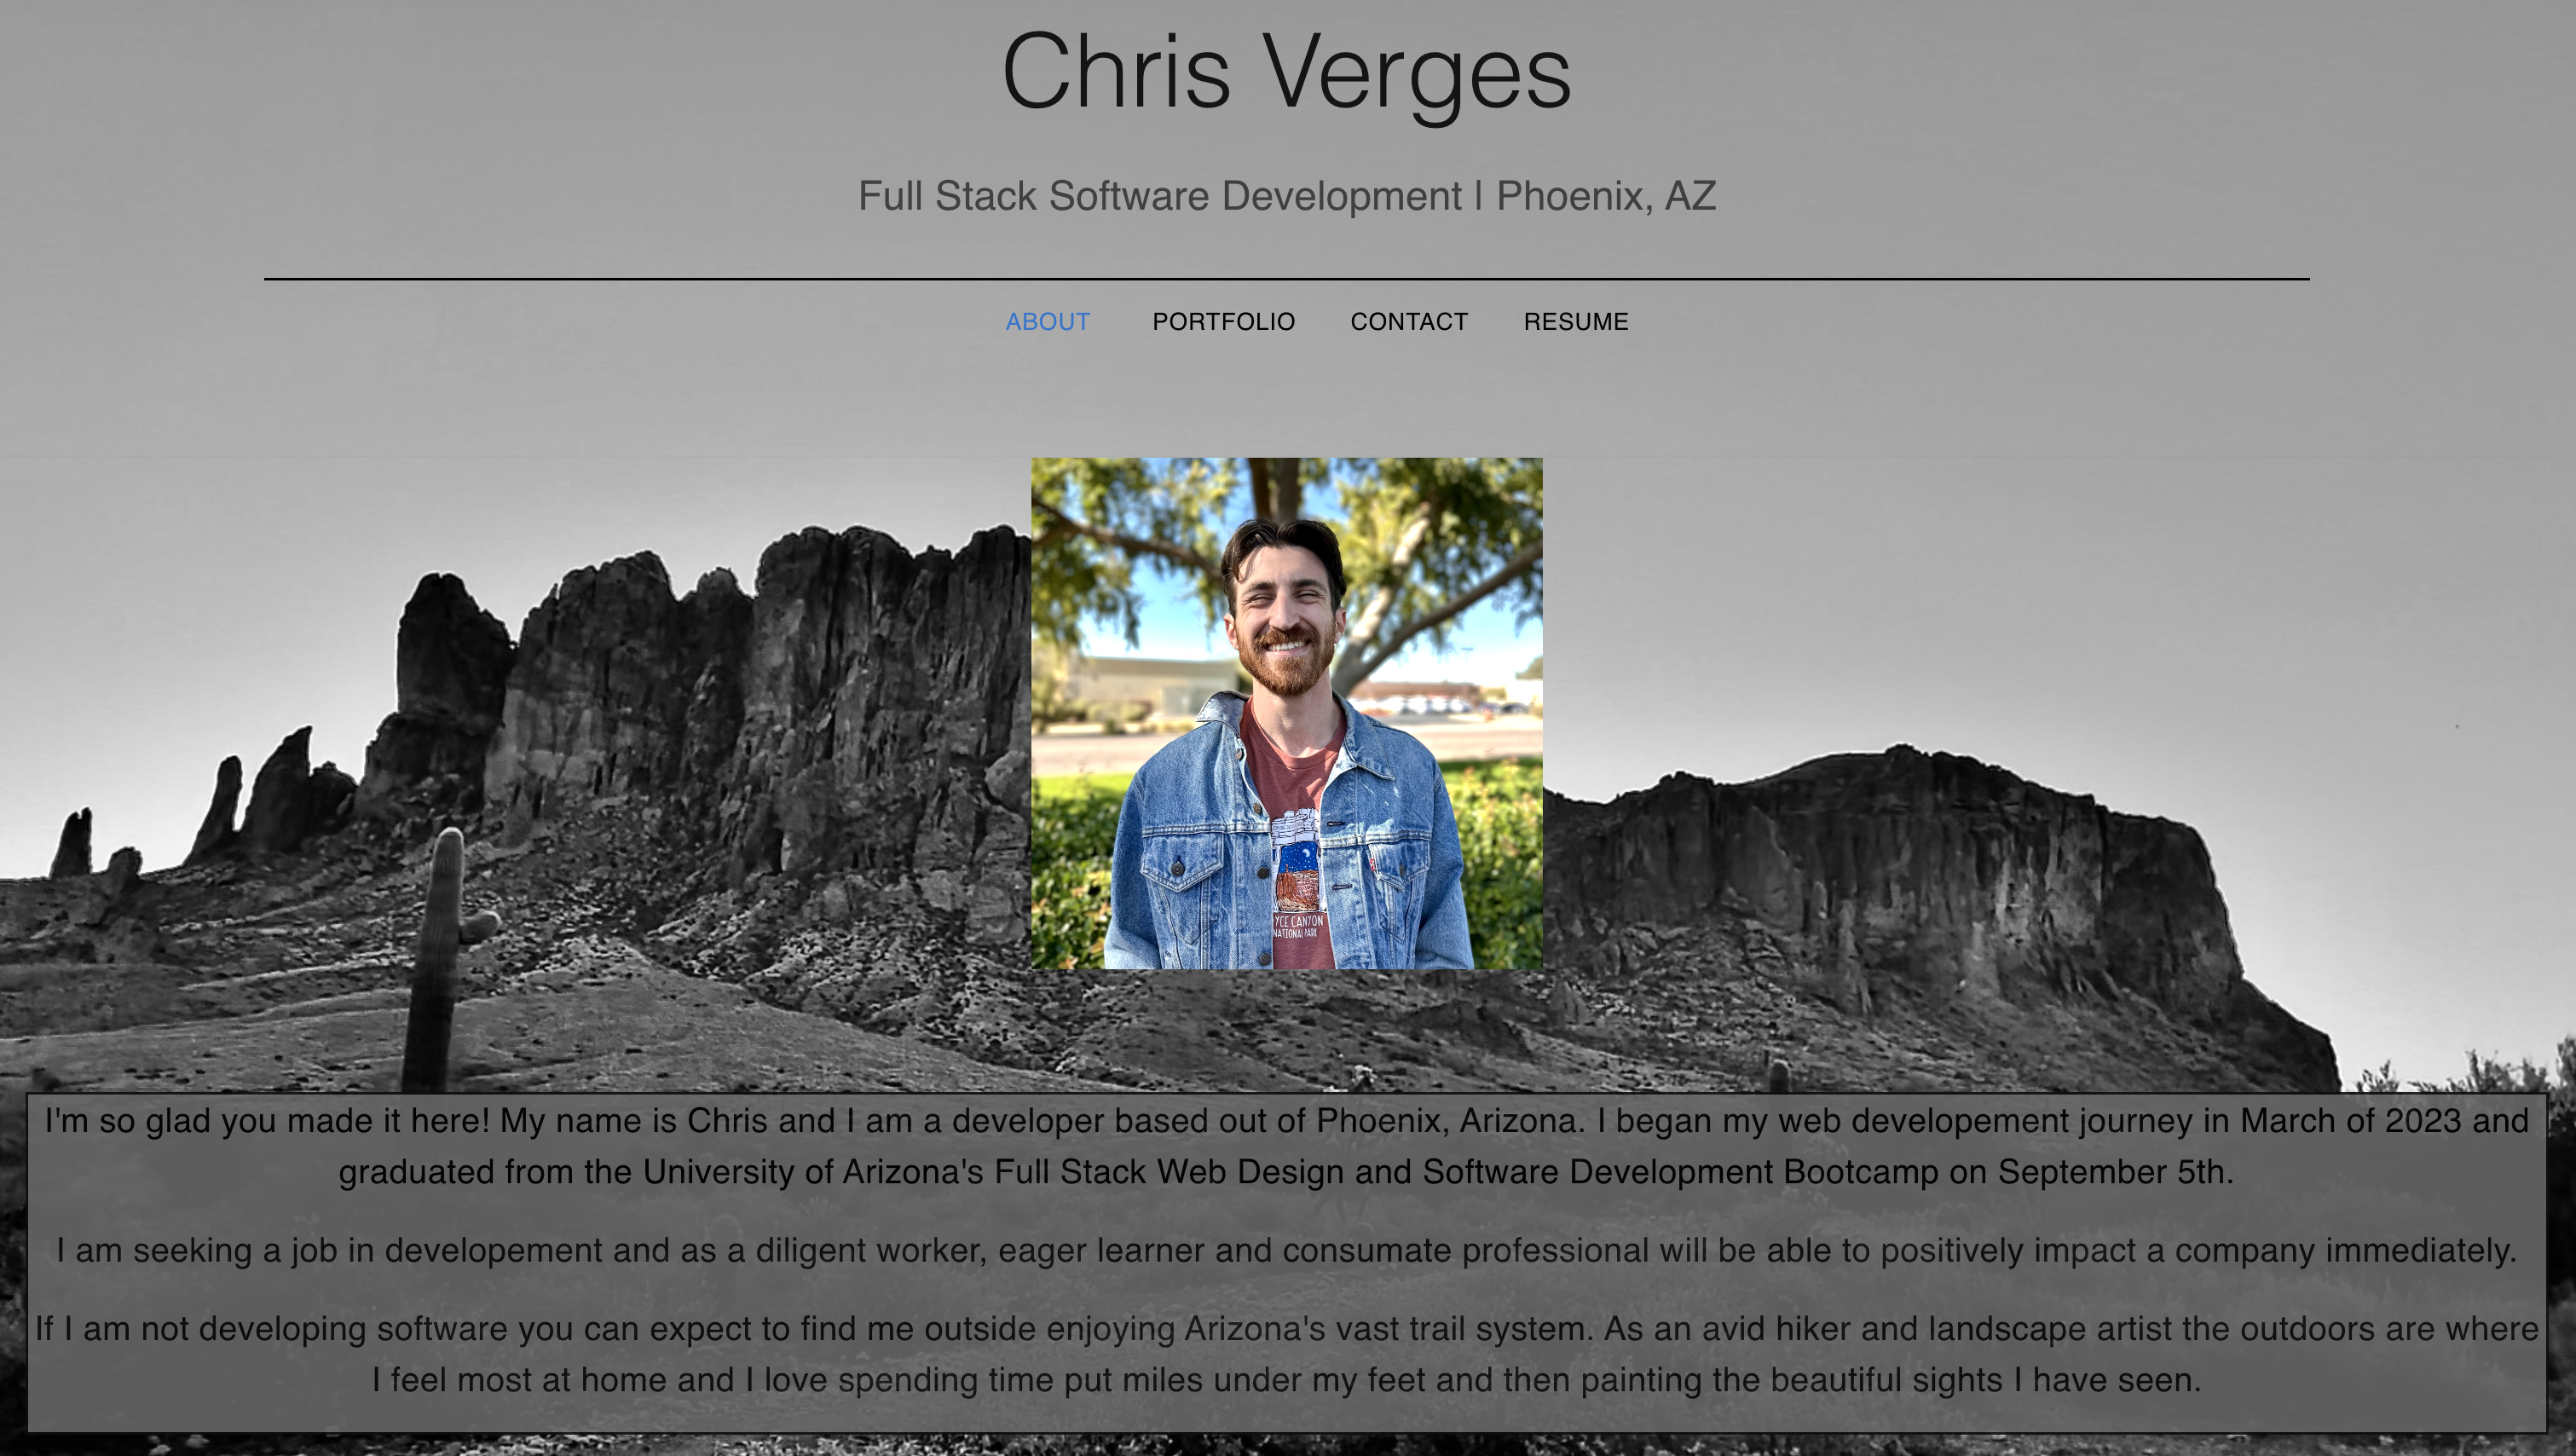 Chris Verges
Full Stack Software Development | Phoenix, AZ
ABOUT PORTFOLIO CONTACT RESUME
YCE CANYON
NATIONAL PARK
I'm so glad you made it here! My name is Chris and I am a developer based out of Phoenix, Arizona. I began my web developement journey in March of 2023 and
graduated from the University of Arizona's Full Stack Web Design and Software Development Bootcamp on September 5th.
I am seeking a job in developement and as a diligent worker, eager learner and consumate professional will be able to positively impact a company immediately.
If I am not developing software you can expect to find me outside enjoying Arizona's vast trail system. As an avid hiker and landscape artist the outdoors are where
I feel most at home and I love spending time put miles under my feet and then painting the beautiful sights I have seen.